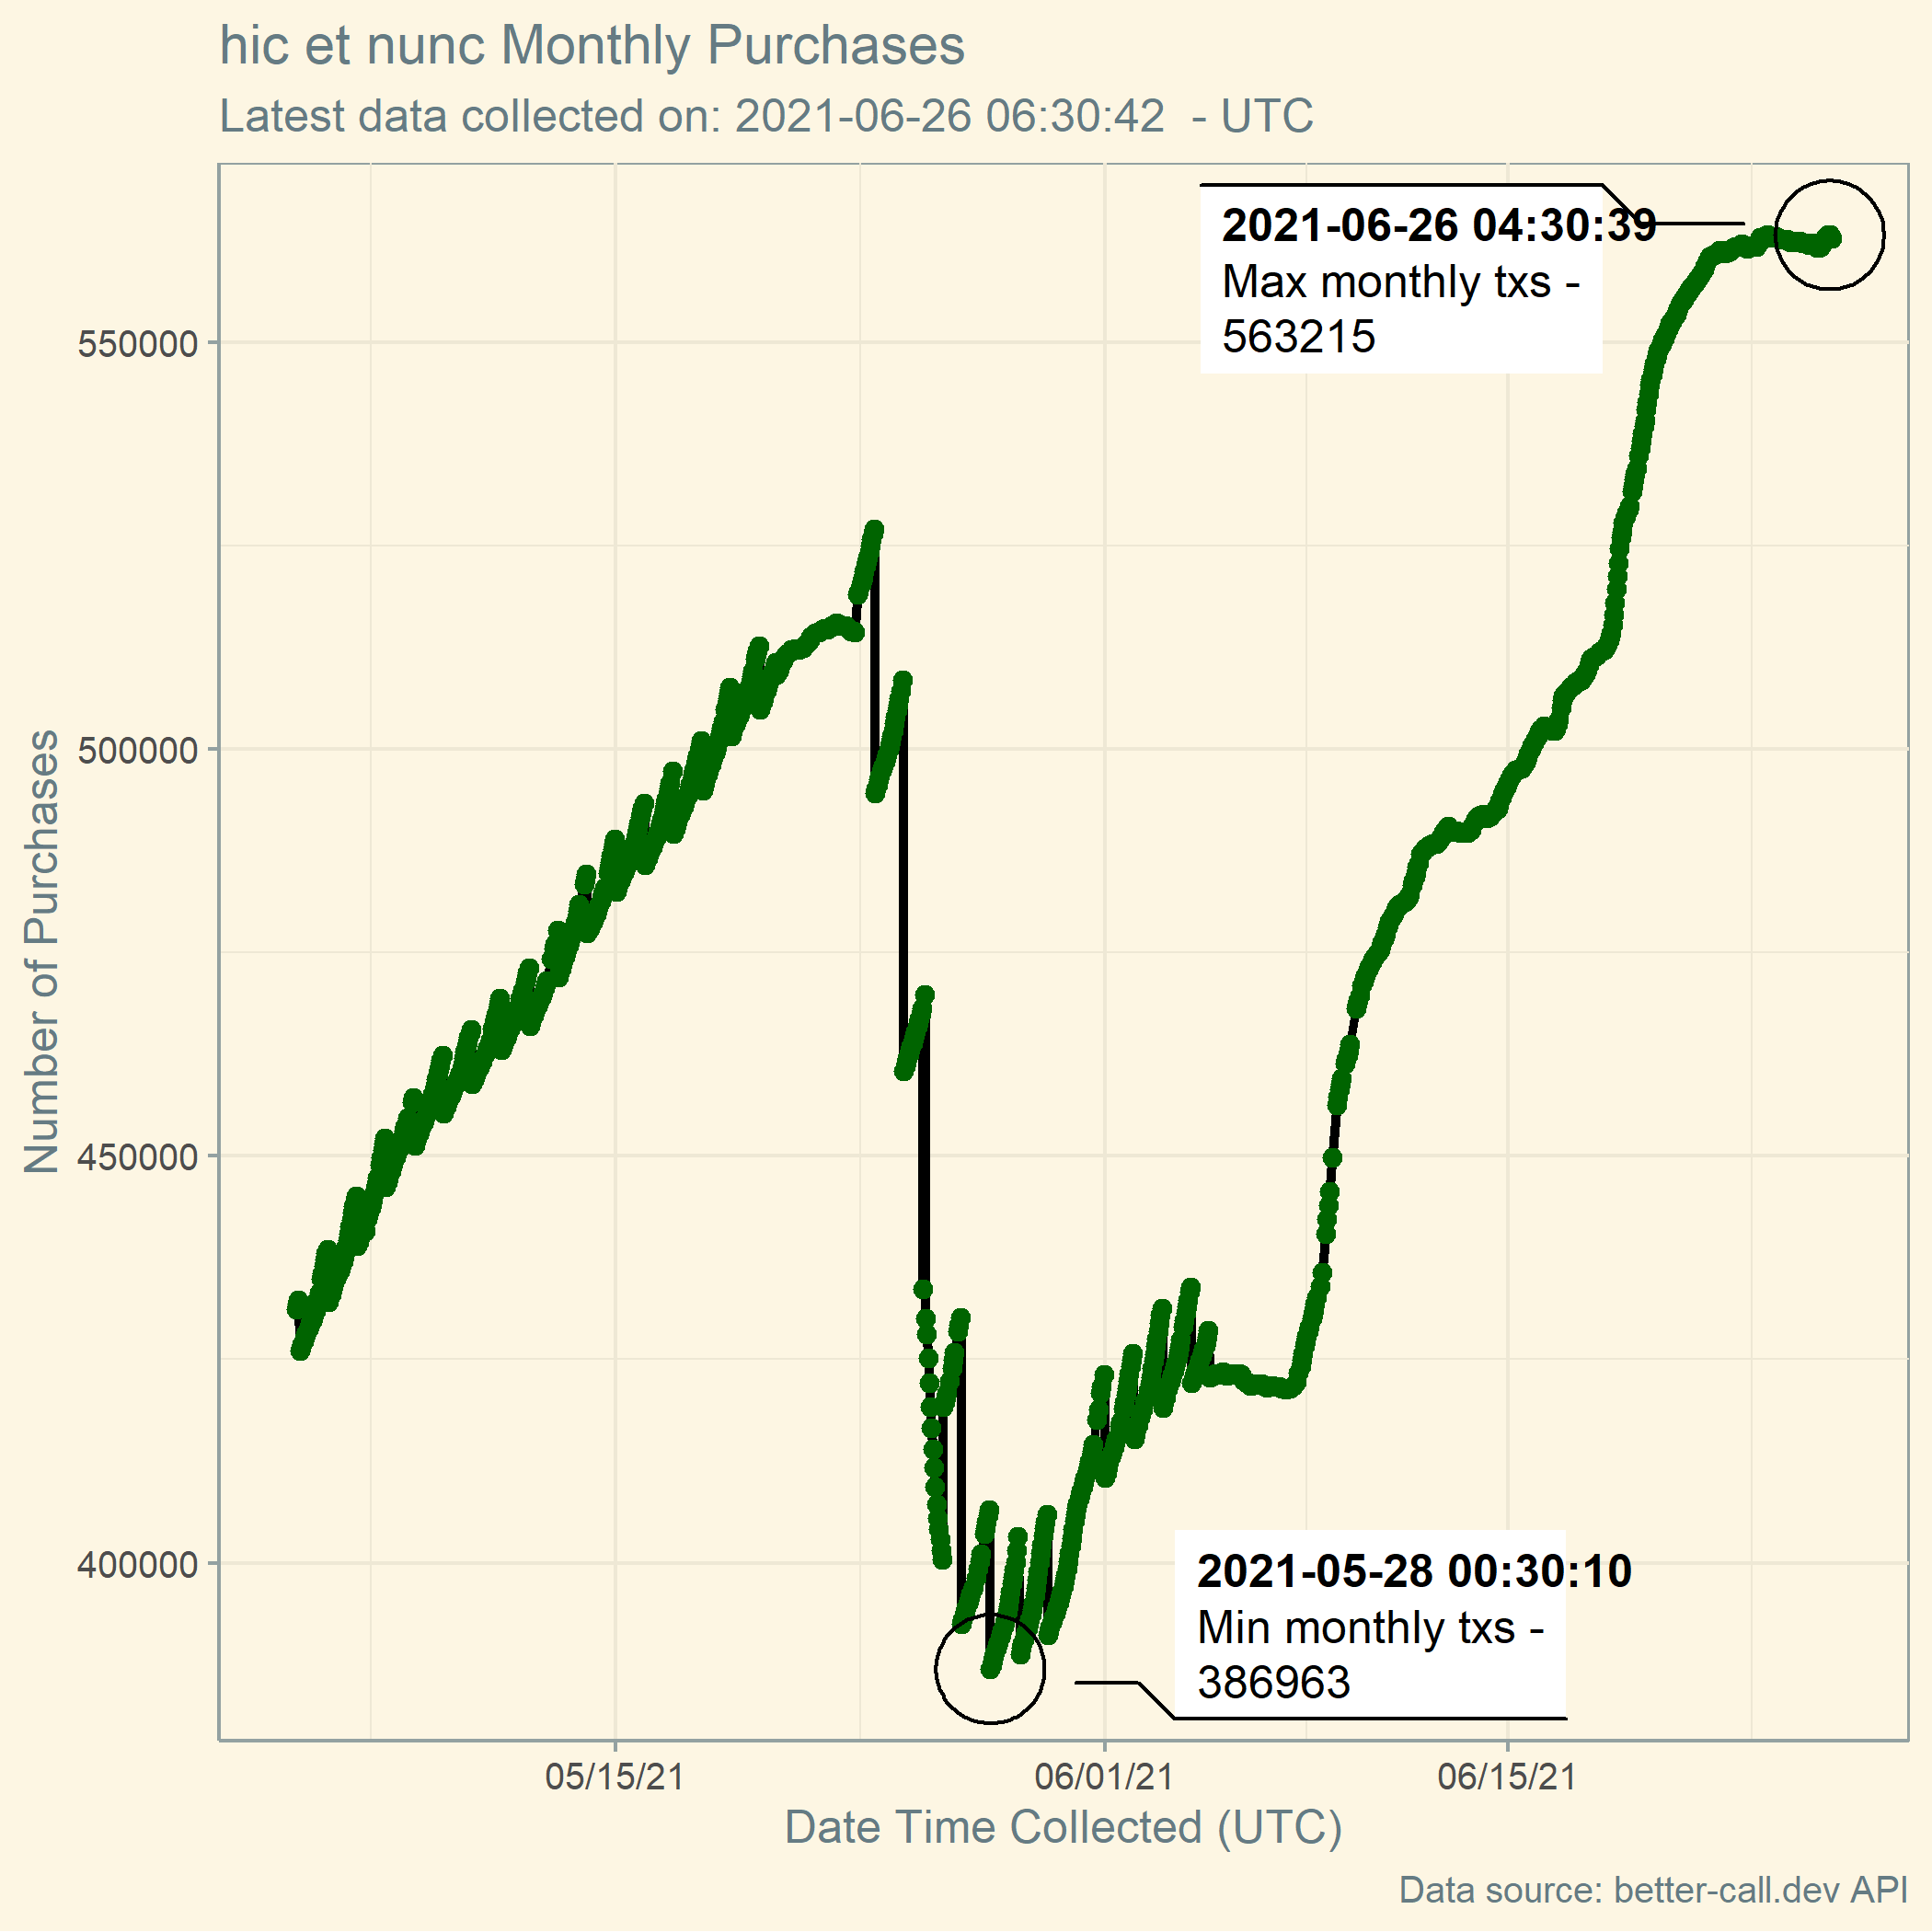 hic et nunc Monthly Purchases
Latest data collected on: 2021-06-26 06:30:42  - UTC
2021-06-26 04:30:39
Max monthly txs -
563215
550000
500000
450000
400000
Number of Purchases
2021-05-28 00:30:10
Min monthly txs -
386963
05/15/21
06/01/21
06/15/21
Date Time Collected (UTC)
Data source: better-call.dev API